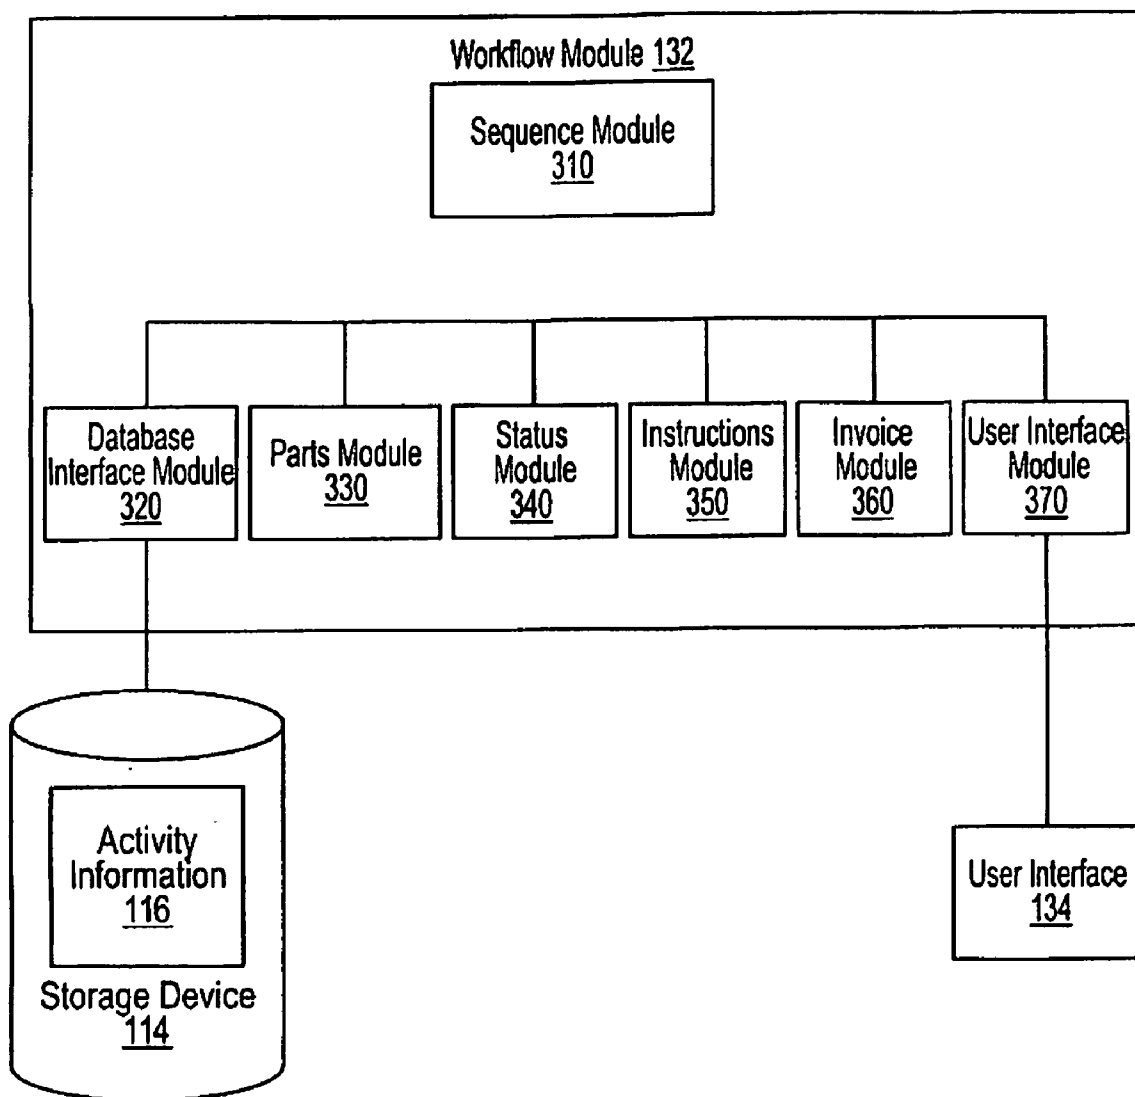 Workflow Module 132
Sequence Module
310
Database
Interface Module
320
Parts Module
330
Status
Module
340
Instructions
Module
350
Invoice
Module
360
User Interface
Module
370
Activity
Information
116
Storage Device
114
User Interface
134